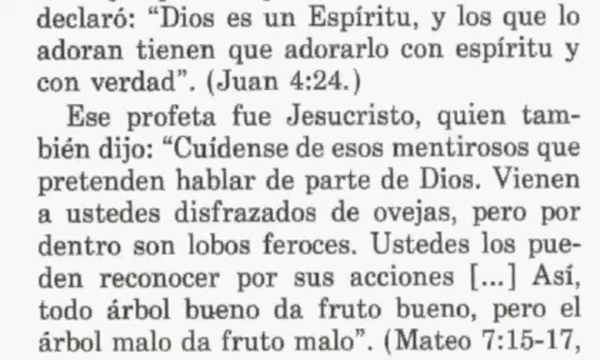 declaró: “Dios es un Espíritu, y los que lo
adoran tienen que adorarlo con espíritu y
con verdad”. (Juan 4:24.)
Ese profeta fue Jesucristo, quien tam-
bién dijo: “Cuídense de esos mentirosos que
pretenden hablar de parte de Dios. Vienen
a ustedes disfrazados de ovejas, pero por
dentro son lobos feroces. Ustedes los pue-
den reconocer por sus acciones [...] Así,
todo árbol bueno da fruto bueno, pero el
árbol malo da fruto malo”. (Mateo 7:15-17,